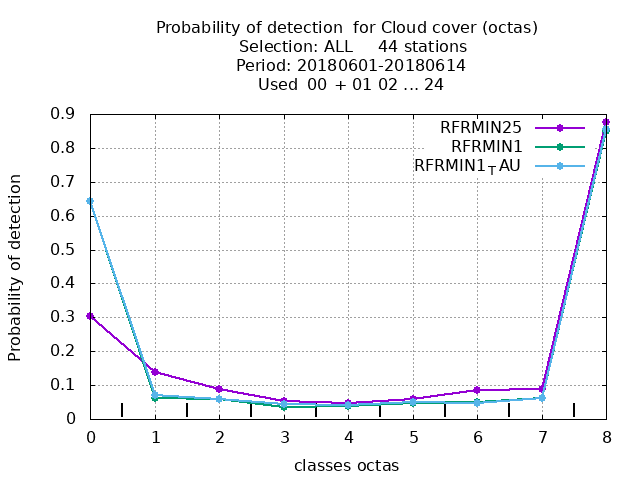 Probability of detection  for Cloud cover (octas)
Selection: ALL     44 stations
Period: 20180601-20180614
Used  00 + 01 02 ... 24
RFRMIN25
RFRMIN1
RFRMIN1TAU
0.9
0.8
0.7
0.6
0.5
0.4
0.3
0.2
0.1
0
Probability of detection
0 1 2 3 4 5 6 7 8
classes octas